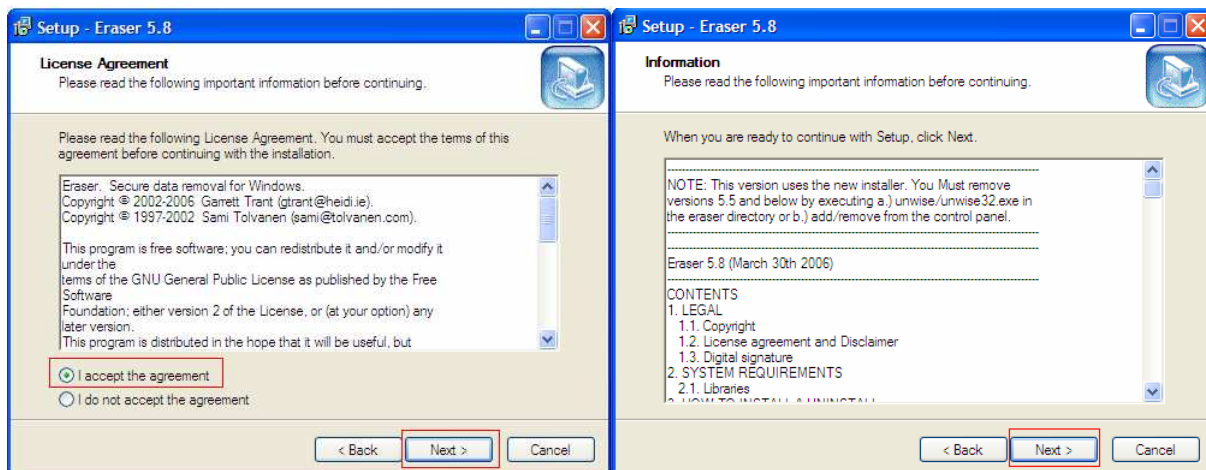 Setup - Eraser 5.8
License Agreement
Please read the following important information before continuing.
Please read the following License Agreement. You must accept the terms of this
agreement before continuing with the installation.
Eraser. Secure data removal for Windows.
Copyright © 2002-2006 Garrett Trant (gtrant@heidi.ie).
Copyright © 1997-2002 Sami Tolvanen (sami@tolvanen.com).
This program is free software; you can redistribute it and/or modify it
under the
terms of the GNU General Public License as published by the Free
Software
Foundation; either version 2 of the License, or (at your option) any
later version.
This program is distributed in the hope that it will be useful, but
I accept the agreement
I do not accept the agreement
< Back
Next >
Cancel
Setup - Eraser 5.8
Information
Please read the following important information before continuing.
When you are ready to continue with Setup, click Next.
NOTE: This version uses the new installer. You Must remove
versions 5.5 and below by executing a.) unwise/unwise32.exe in
the eraser directory or b.) add/remove from the control panel.
Eraser 5.8 (March 30th 2006)
CONTENTS
1. LEGAL
1.1. Copyright
1.2. License agreement and Disclaimer
1.3. Digital signature
2. SYSTEM REQUIREMENTS
2.1. Libraries
3. HOW TO INSTALL & UNINSTALL
< Back
Next >
Cancel